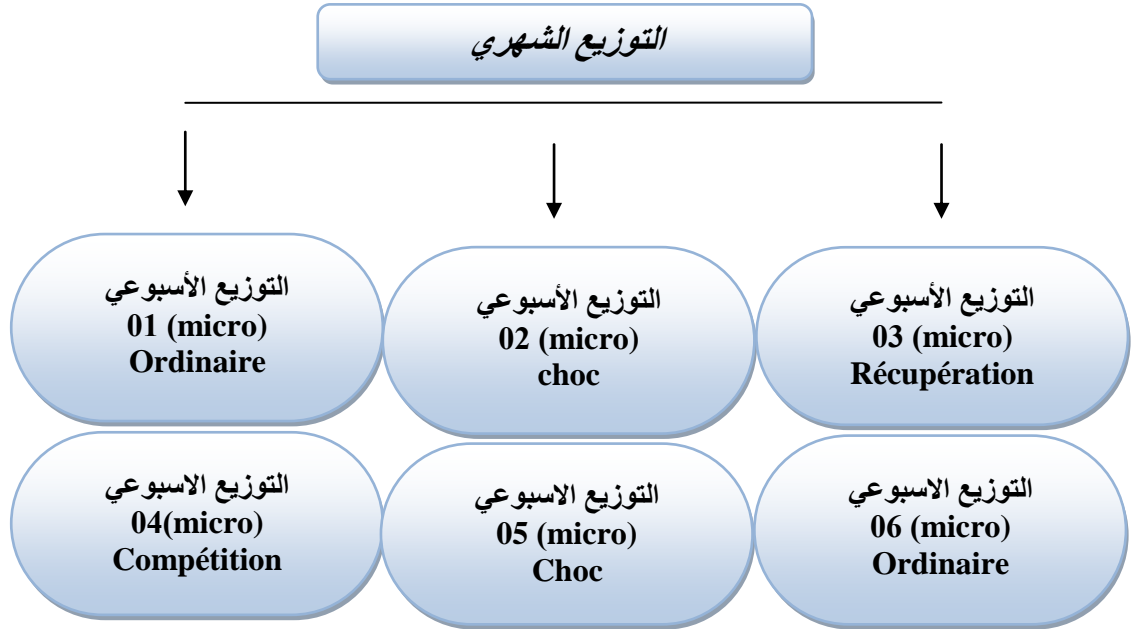 التوزيع الشهري
التوزيع الأسبوعي
01 (micro)
Ordinaire
التوزيع الأسبوعي
02 (micro)
choc
التوزيع الأسبوعي
03 (micro)
Récupération
التوزيع الاسبوعي
04(micro)
Compétition
التوزيع الاسبوعي
05 (micro)
Choc
التوزيع الاسبوعي
06 (micro)
Ordinaire